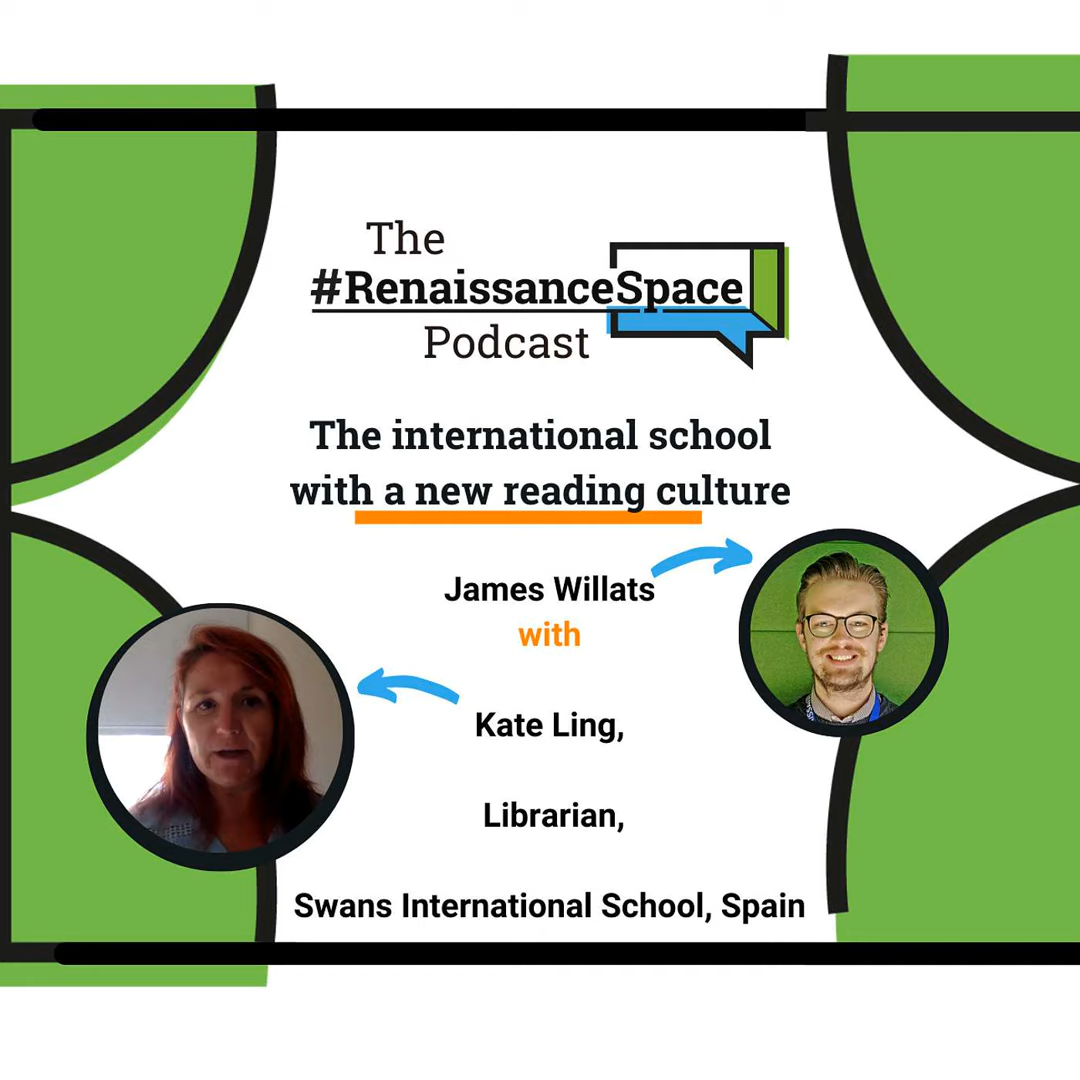 The
#RenaissanceSpace
Podcast
The international school
with a new reading culture
James Willats
with
Kate Ling,
Librarian,
Swans International School, Spain